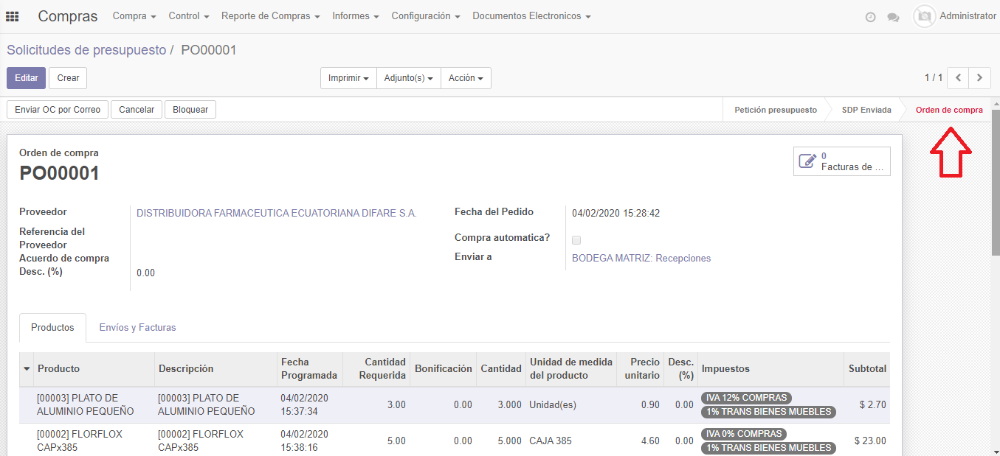 Compras Compra Control Reporte de Compras Informes Configuración Documentos Electronicos Administrator
Solicitudes de presupuesto / PO00001
Editar Crear Imprimir Adjunto(s) Acción 1 / 1
Enviar OC por Correo Cancelar Bloquear Petición presupuesto SDP Enviada Orden de compra
Orden de compra
PO00001
0
Facturas de ...
Proveedor DISTRIBUIDORA FARMACEUTICA ECUATORIANA DIFARE S.A.
Referencia del
Proveedor
Acuerdo de compra
Desc. (%) 0.00
Fecha del Pedido 04/02/2020 15:28:42
Compra automatica?
Enviar a BODEGA MATRIZ: Recepciones
Productos Envíos y Facturas
Producto Descripción Fecha Programada Cantidad Requerida Bonificación Cantidad Unidad de medida del producto Precio unitario Desc. (%) Impuestos Subtotal
[00003] PLATO DE [00003] PLATO DE 04/02/2020 IVA 12% COMPRAS
ALUMINIO PEQUEÑO ALUMINIO PEQUEÑO 15:37:34 3.00 0.00 3.000 Unidad(es) 0.90 0.00 1% TRANS BIENES MUEBLES $ 2.70
[00002] FLORFLOX [00002] FLORFLOX 04/02/2020 IVA 0% COMPRAS
CAPx385 CAPx385 15:38:16 5.00 0.00 5.000 CAJA 385 4.60 0.00 1% TRANS BIENES MUEBLES $ 23.00